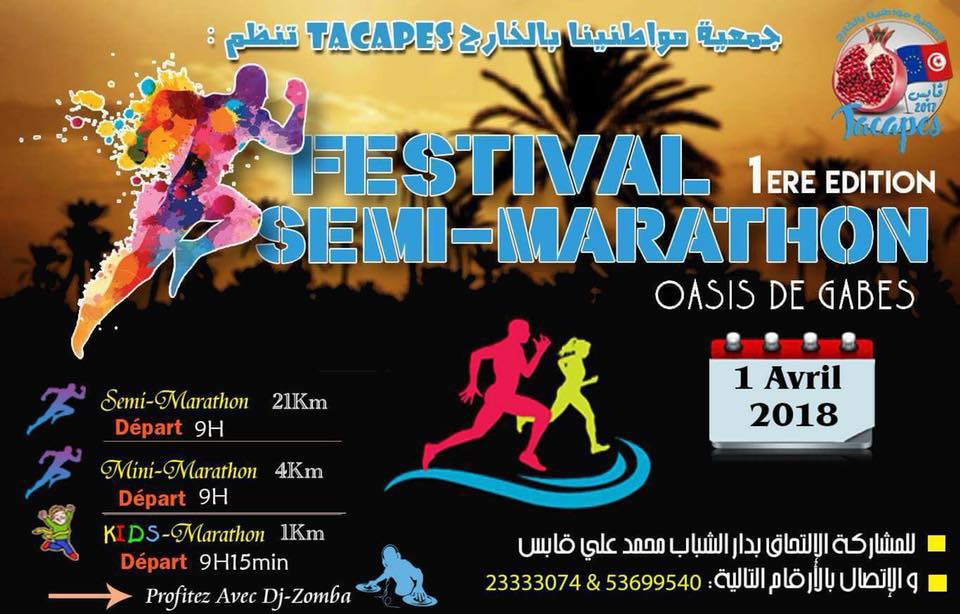 جمعية مواطنينا بالخارج TACAPES تنظم :
قابس
2017
Tacapes
FESTIVAL
1ERE EDITION
SEMI-MARATHON
OASIS DE GABES
1 Avril
2018
Semi-Marathon 21Km
Départ 9H
Mini-Marathon 4Km
Départ 9H
KIDS-Marathon 1Km
Départ 9H15min
Profitez Avec Dj-Zomba
للمشاركة الإلتحاق بدار الشباب محمد علي قابس
و الإتصال بالأرقام التالية: 53699540 & 23333074